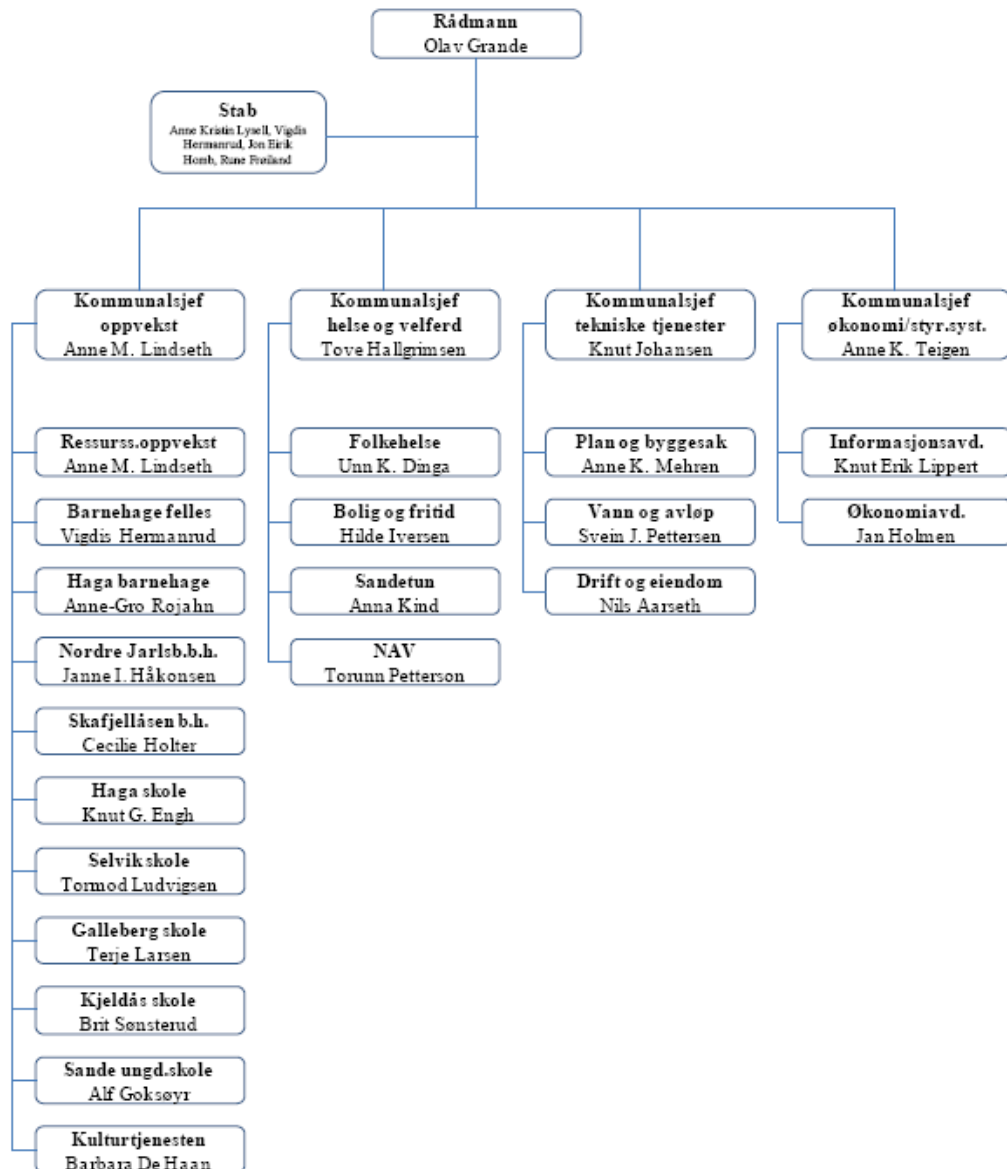 Rådmann
Olav Grande
Stab
Anne Kristin Lysell, Vigdis
Hermanrud, Jon Eirik
Homb, Rune Frøiland
Kommunalsjef
oppvekst
Anne M. Lindseth
Kommunalsjef
helse og velferd
Tove Hallgrimsen
Kommunalsjef
tekniske tjenester
Knut Johansen
Kommunalsjef
økonomi/styr.syst.
Anne K. Teigen
Ressurss.oppvekst
Anne M. Lindseth
Barnehage felles
Vigdis Hermanrud
Haga barnehage
Anne-Gro Rojahn
Nordre Jarlsb.b.h.
Janne I. Håkonsen
Skafjellåsen b.h.
Cecilie Holter
Haga skole
Knut G. Engh
Selvik skole
Tormod Ludvigsen
Galleberg skole
Terje Larsen
Kjeldås skole
Brit Sønsterud
Sande ungd.skole
Alf Goksøyr
Kulturtjenesten
Barbara De Haan
Folkehelse
Unn K. Dinga
Bolig og fritid
Hilde Iversen
Sandetun
Anna Kind
NAV
Torunn Petterson
Plan og byggesak
Anne K. Mehren
Vann og avløp
Svein J. Pettersen
Drift og eiendom
Nils Aarseth
Informasjonsavd.
Knut Erik Lippert
Økonomiavd.
Jan Holmen